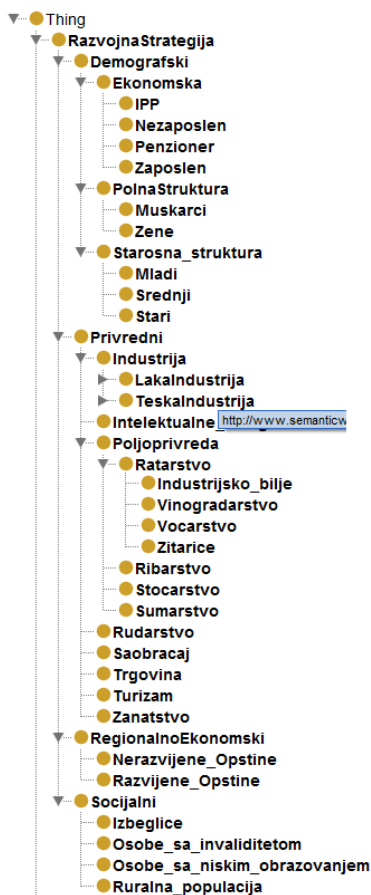 Thing
RazvojnaStrategija
Demografski
Ekonomska
IPP
Nezaposlen
Penzioner
Zaposlen
PolnaStruktura
Muskarci
Zene
Starosna_struktura
Mladi
Srednji
Stari
Privredni
Industrija
LakaIndustrija
TeskaIndustrija
Intelektualne_ http://www.semanticw
Poljoprivreda
Ratarstvo
Industrijsko_bilje
Vinogradarstvo
Vocarstvo
Zitarice
Ribarstvo
Stocarstvo
Sumarstvo
Rudarstvo
Saobracaj
Trgovina
Turizam
Zanatstvo
RegionalnoEkonomski
Nerazvijene_Opstine
Razvijene_Opstine
Socijalni
Izbeglice
Osobe_sa_invaliditetom
Osobe_sa_niskim_obrazovanjem
Ruralna_populacija